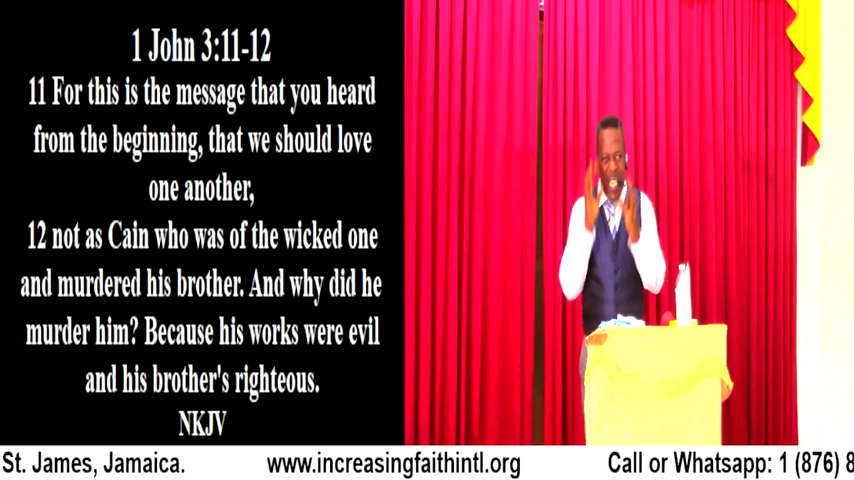 1 John 3:11-12
11 For this is the message that you heard
from the beginning, that we should love
one another,
12 not as Cain who was of the wicked one
and murdered his brother. And why did he
murder him? Because his works were evil
and his brother's righteous.
NKJV
St. James, Jamaica. www.increasingfaithintl.org Call or Whatsapp: 1 (876) 8